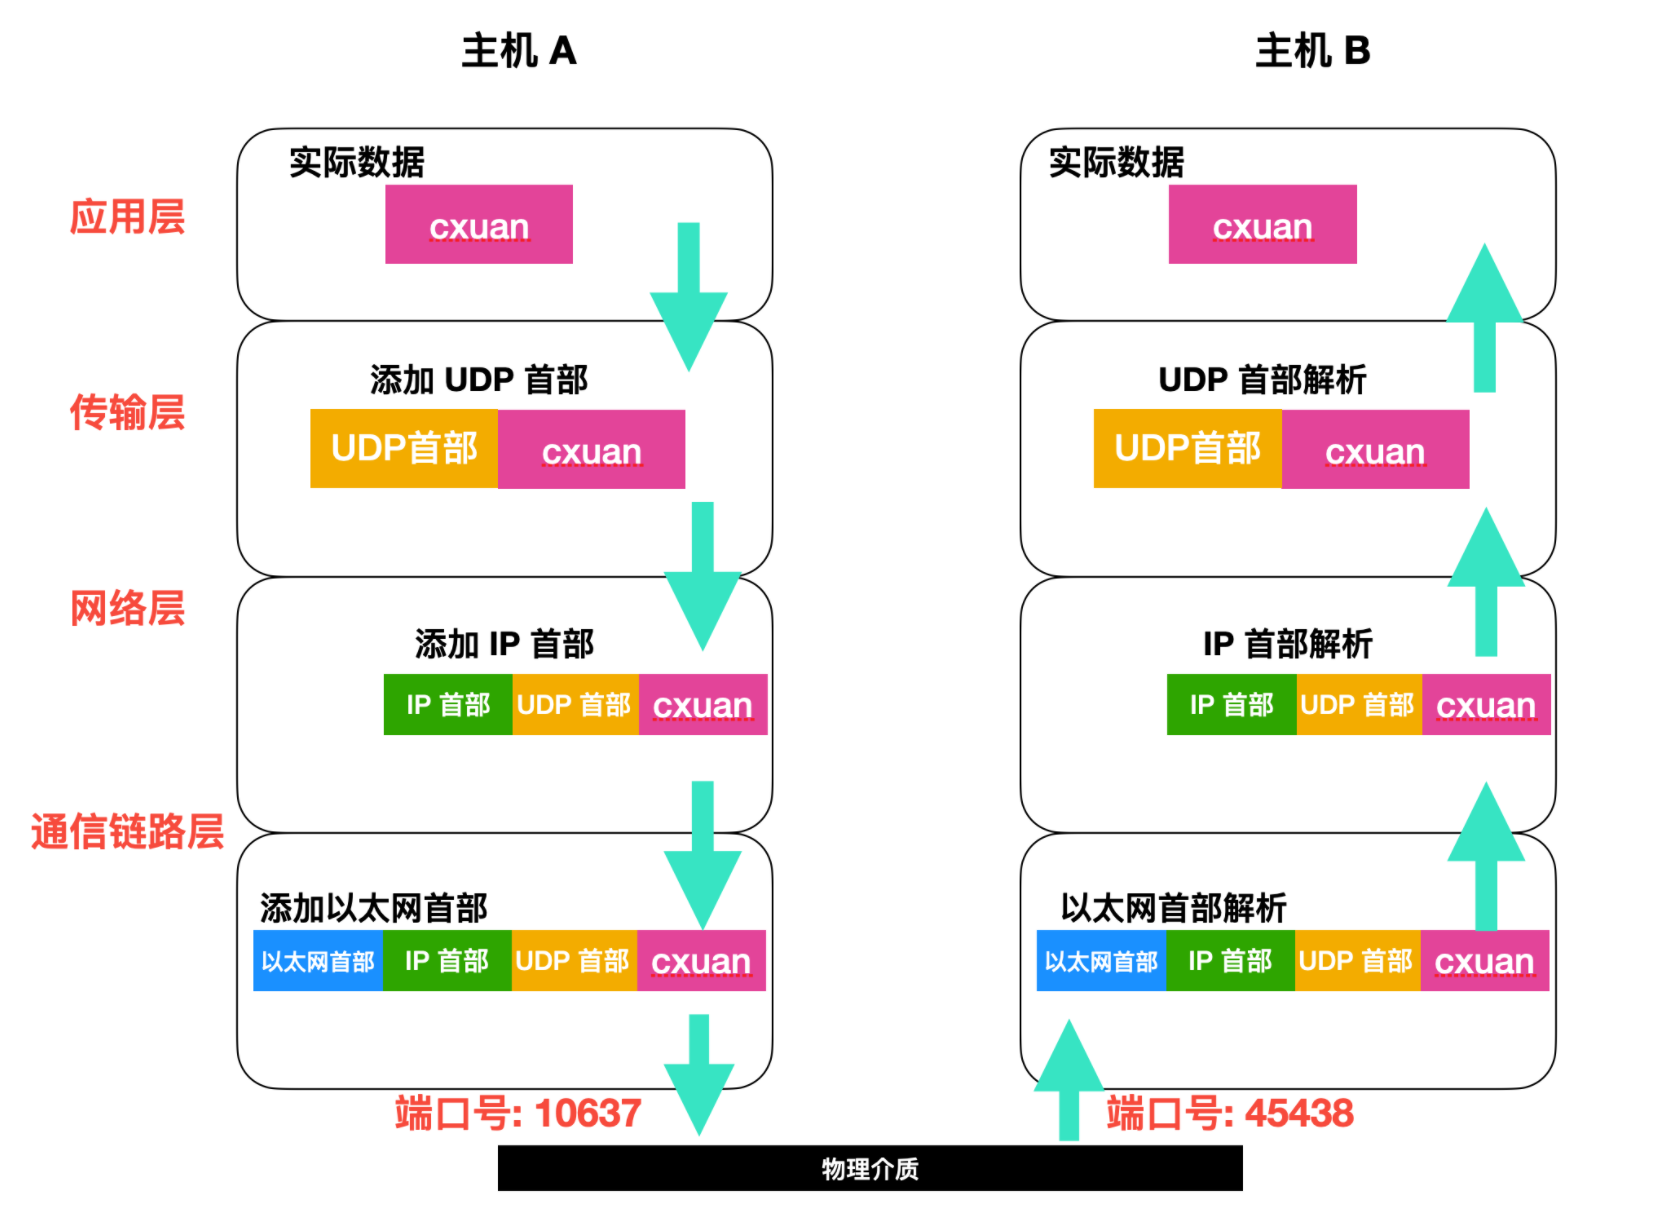 主机 A
主机 B
应用层
实际数据
cxuan
实际数据
cxuan
传输层
添加 UDP 首部
UDP首部 cxuan
UDP 首部解析
UDP首部 cxuan
网络层
添加 IP 首部
IP 首部 UDP 首部 cxuan
IP 首部解析
IP 首部 UDP 首部 cxuan
通信链路层
添加以太网首部
以太网首部 IP 首部 UDP 首部 cxuan
以太网首部解析
以太网首部 IP 首部 UDP 首部 cxuan
端口号: 10637
端口号: 45438
物理介质